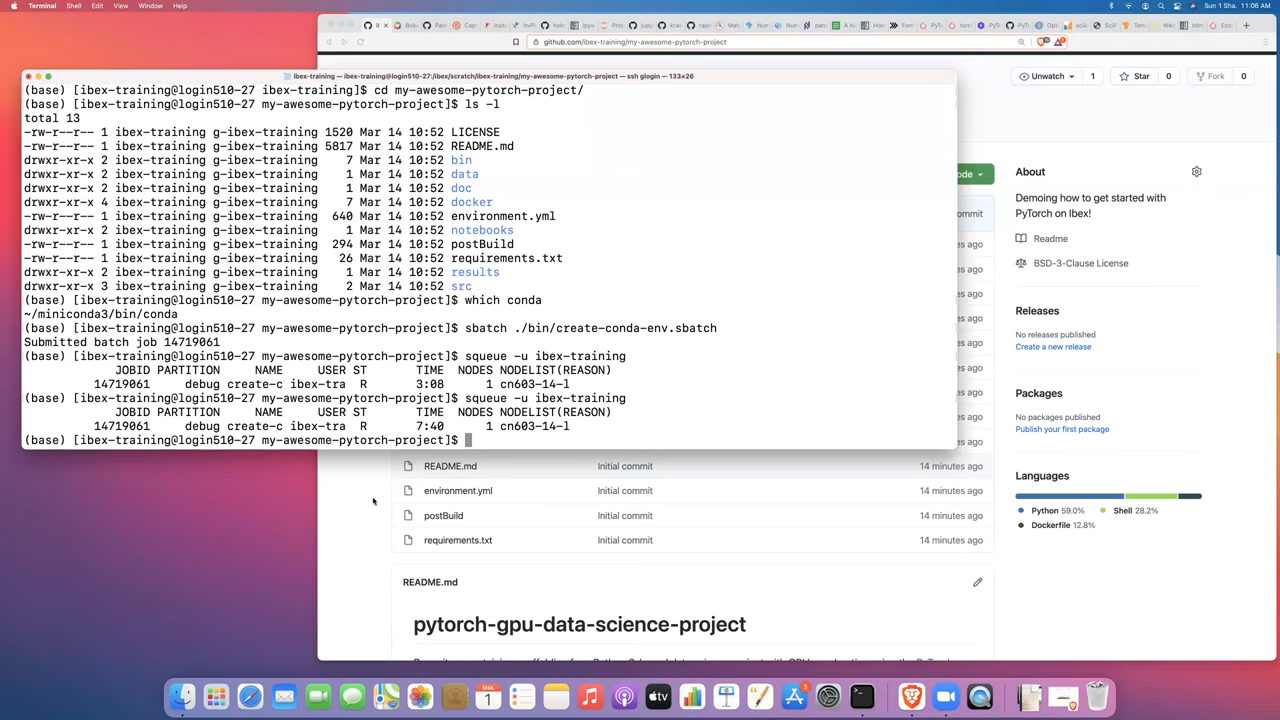 Terminal Shell Edit View Window Help
Sun 1 Sha. 11:06 AM
github.com/ibex-training/my-awesome-pytorch-project
ibex-training — ibex-training@login510-27:/ibex/scratch/ibex-training/my-awesome-pytorch-project — ssh glogin — 133×26
(base) [ibex-training@login510-27 ibex-training]$ cd my-awesome-pytorch-project/
(base) [ibex-training@login510-27 my-awesome-pytorch-project]$ ls -l
total 13
-rw-r--r-- 1 ibex-training g-ibex-training 1520 Mar 14 10:52 LICENSE
-rw-r--r-- 1 ibex-training g-ibex-training 5817 Mar 14 10:52 README.md
drwxr-xr-x 2 ibex-training g-ibex-training 7 Mar 14 10:52 bin
drwxr-xr-x 2 ibex-training g-ibex-training 1 Mar 14 10:52 data
drwxr-xr-x 2 ibex-training g-ibex-training 1 Mar 14 10:52 doc
drwxr-xr-x 4 ibex-training g-ibex-training 7 Mar 14 10:52 docker
-rw-r--r-- 1 ibex-training g-ibex-training 640 Mar 14 10:52 environment.yml
drwxr-xr-x 2 ibex-training g-ibex-training 1 Mar 14 10:52 notebooks
-rw-r--r-- 1 ibex-training g-ibex-training 294 Mar 14 10:52 postBuild
-rw-r--r-- 1 ibex-training g-ibex-training 26 Mar 14 10:52 requirements.txt
drwxr-xr-x 2 ibex-training g-ibex-training 1 Mar 14 10:52 results
drwxr-xr-x 3 ibex-training g-ibex-training 2 Mar 14 10:52 src
(base) [ibex-training@login510-27 my-awesome-pytorch-project]$ which conda
~/miniconda3/bin/conda
(base) [ibex-training@login510-27 my-awesome-pytorch-project]$ sbatch ./bin/create-conda-env.sbatch
Submitted batch job 14719061
(base) [ibex-training@login510-27 my-awesome-pytorch-project]$ squeue -u ibex-training
JOBID PARTITION NAME USER ST TIME NODES NODELIST(REASON)
14719061 debug create-c ibex-tra R 3:08 1 cn603-14-l
(base) [ibex-training@login510-27 my-awesome-pytorch-project]$ squeue -u ibex-training
JOBID PARTITION NAME USER ST TIME NODES NODELIST(REASON)
14719061 debug create-c ibex-tra R 7:40 1 cn603-14-l
(base) [ibex-training@login510-27 my-awesome-pytorch-project]$
Unwatch 1 Star 0 Fork 0
About
Demoing how to get started with
PyTorch on Ibex!
Readme
BSD-3-Clause License
Releases
No releases published
Create a new release
Packages
No packages published
Publish your first package
Languages
Python 59.0% Shell 28.2%
Dockerfile 12.8%
README.md Initial commit 14 minutes ago
environment.yml Initial commit 14 minutes ago
postBuild Initial commit 14 minutes ago
requirements.txt Initial commit 14 minutes ago
README.md
pytorch-gpu-data-science-project